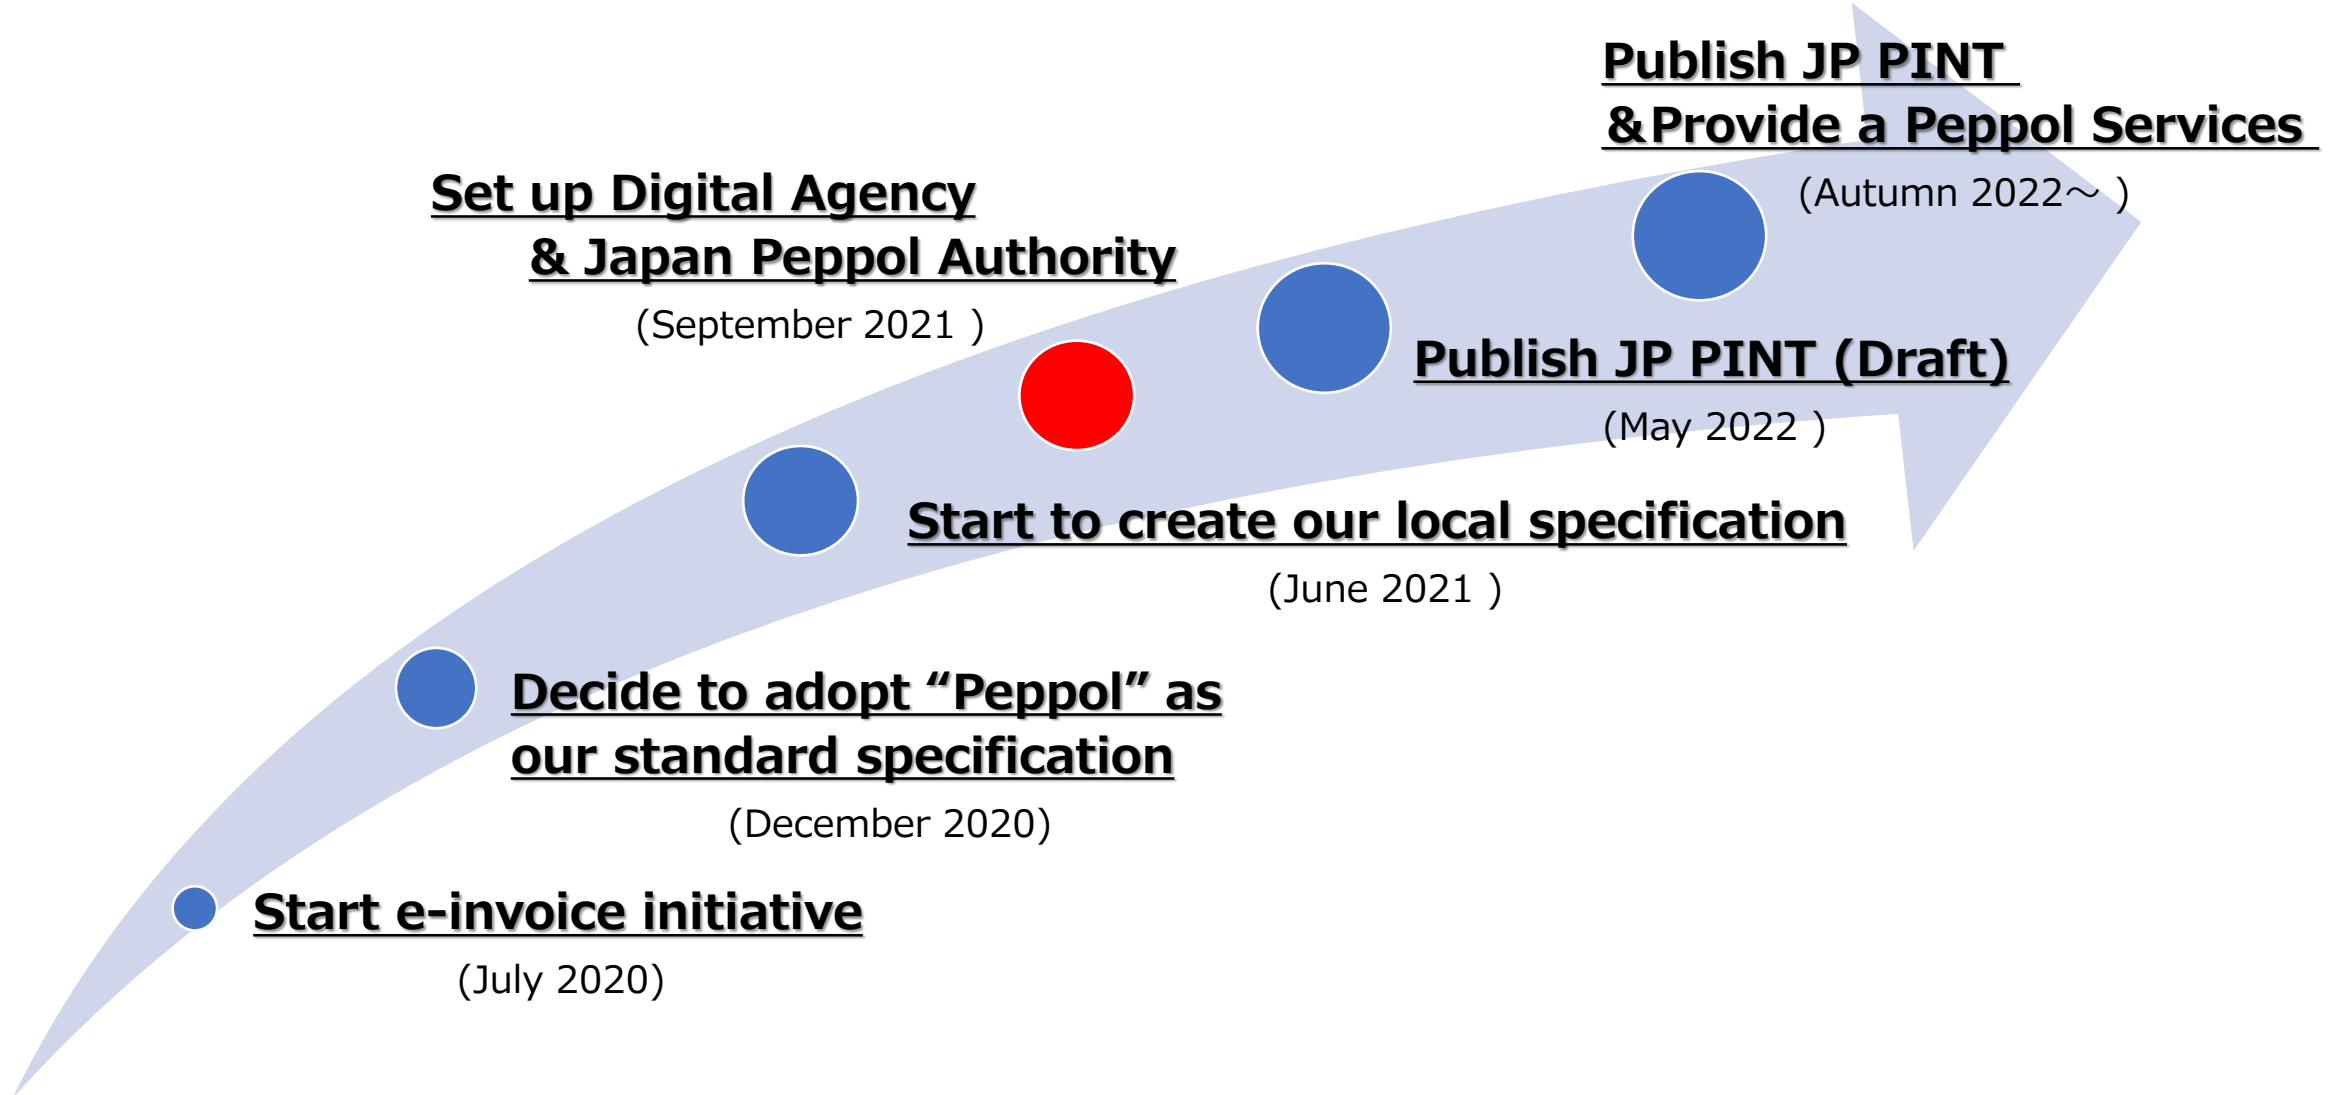 Publish JP PINT
&Provide a Peppol Services
(Autumn 2022～ )
Set up Digital Agency
& Japan Peppol Authority
(September 2021 )
Publish JP PINT (Draft)
(May 2022 )
Start to create our local specification
(June 2021 )
Decide to adopt “Peppol” as
our standard specification
(December 2020)
Start e-invoice initiative
(July 2020)